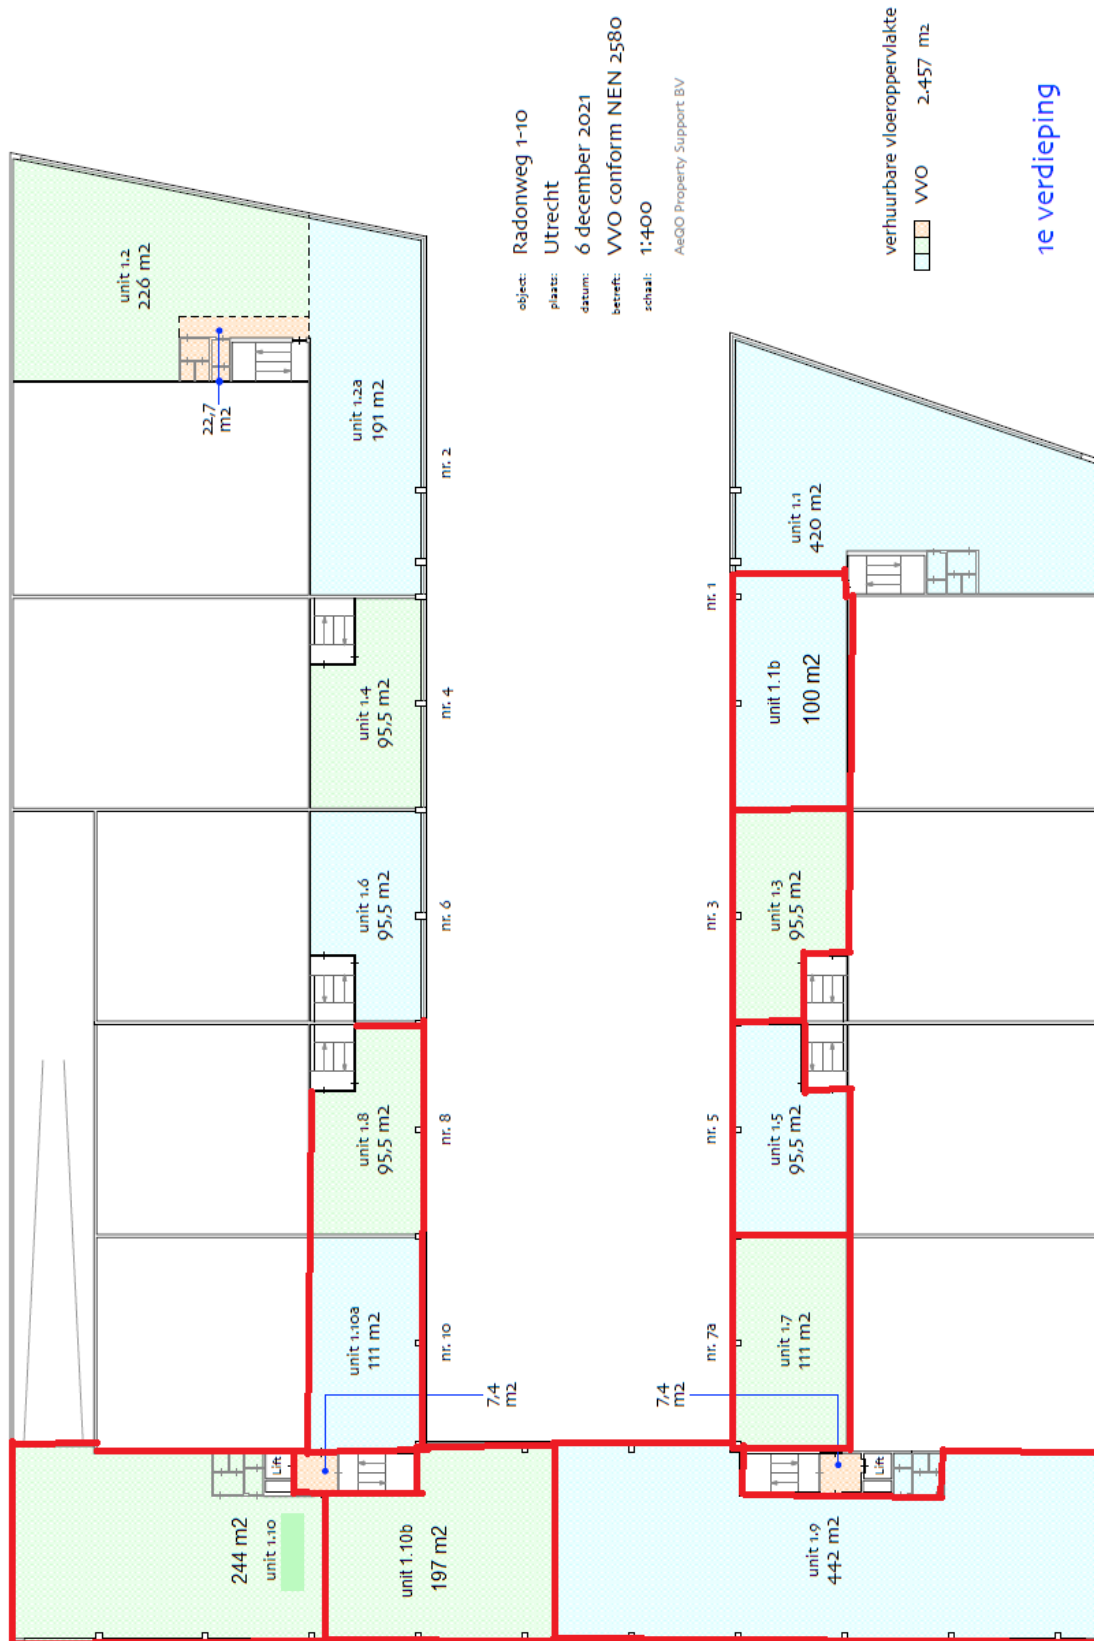 object: Radonweg 1-10
plaats: Utrecht
datum: 6 december 2021
betreft: VVO conform NEN 2580
schaal: 1:400
AeQO Property Support BV
verhuurbare vloeroppervlakte
VVO 2.457 m2
1e verdieping
unit 1.2
226 m2
22,7
m2
unit 1.2a
191 m2
nr. 2
unit 1.4
95,5 m2
nr. 4
unit 1.6
95,5 m2
nr. 6
unit 1.8
95,5 m2
nr. 8
unit 1.10a
111 m2
nr. 10
7,4
m2
Lift
244 m2
unit 1.10
unit 1.10b
197 m2
unit 1.1
420 m2
nr. 1
unit 1.1b
100 m2
nr. 3
unit 1.3
95,5 m2
nr. 5
unit 1.5
95,5 m2
nr. 7a
unit 1.7
111 m2
7,4
m2
Lift
unit 1.9
442 m2